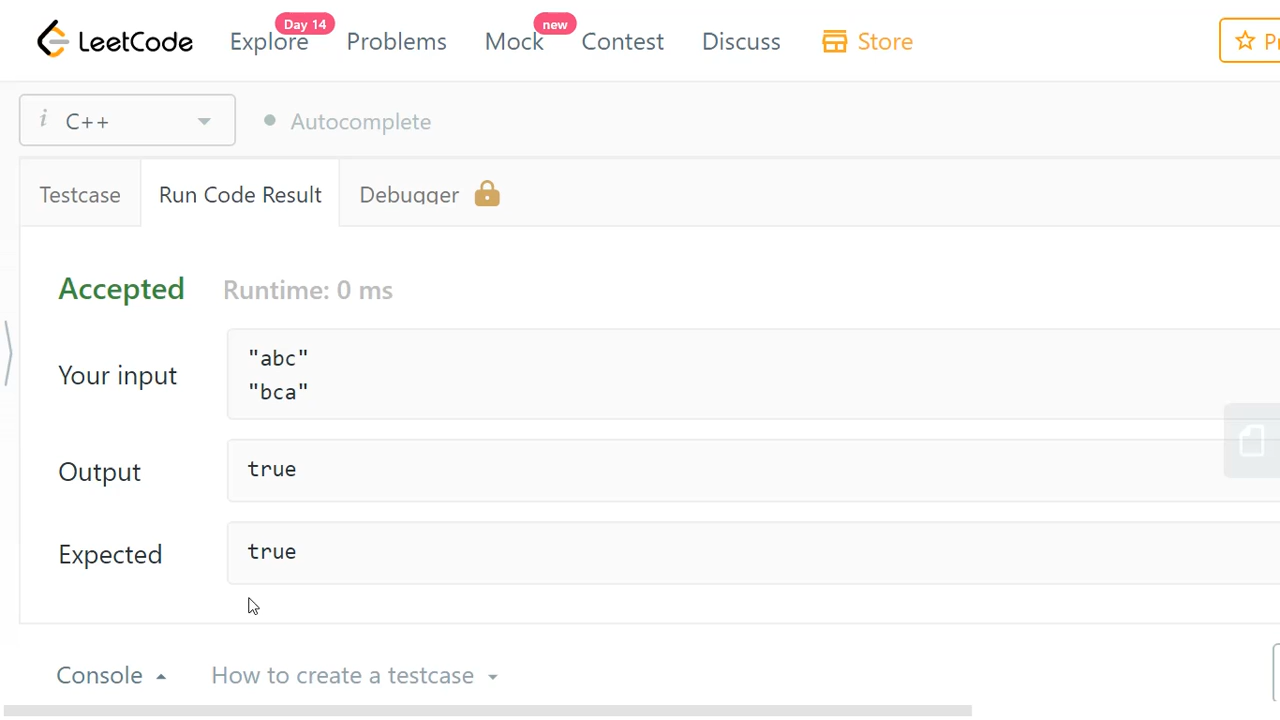 LeetCode
Explore Day 14 Problems Mock new Contest Discuss Store
i C++ Autocomplete
Testcase Run Code Result Debugger
Accepted Runtime: 0 ms
Your input
"abc"
"bca"
Output true
Expected true
Console How to create a testcase